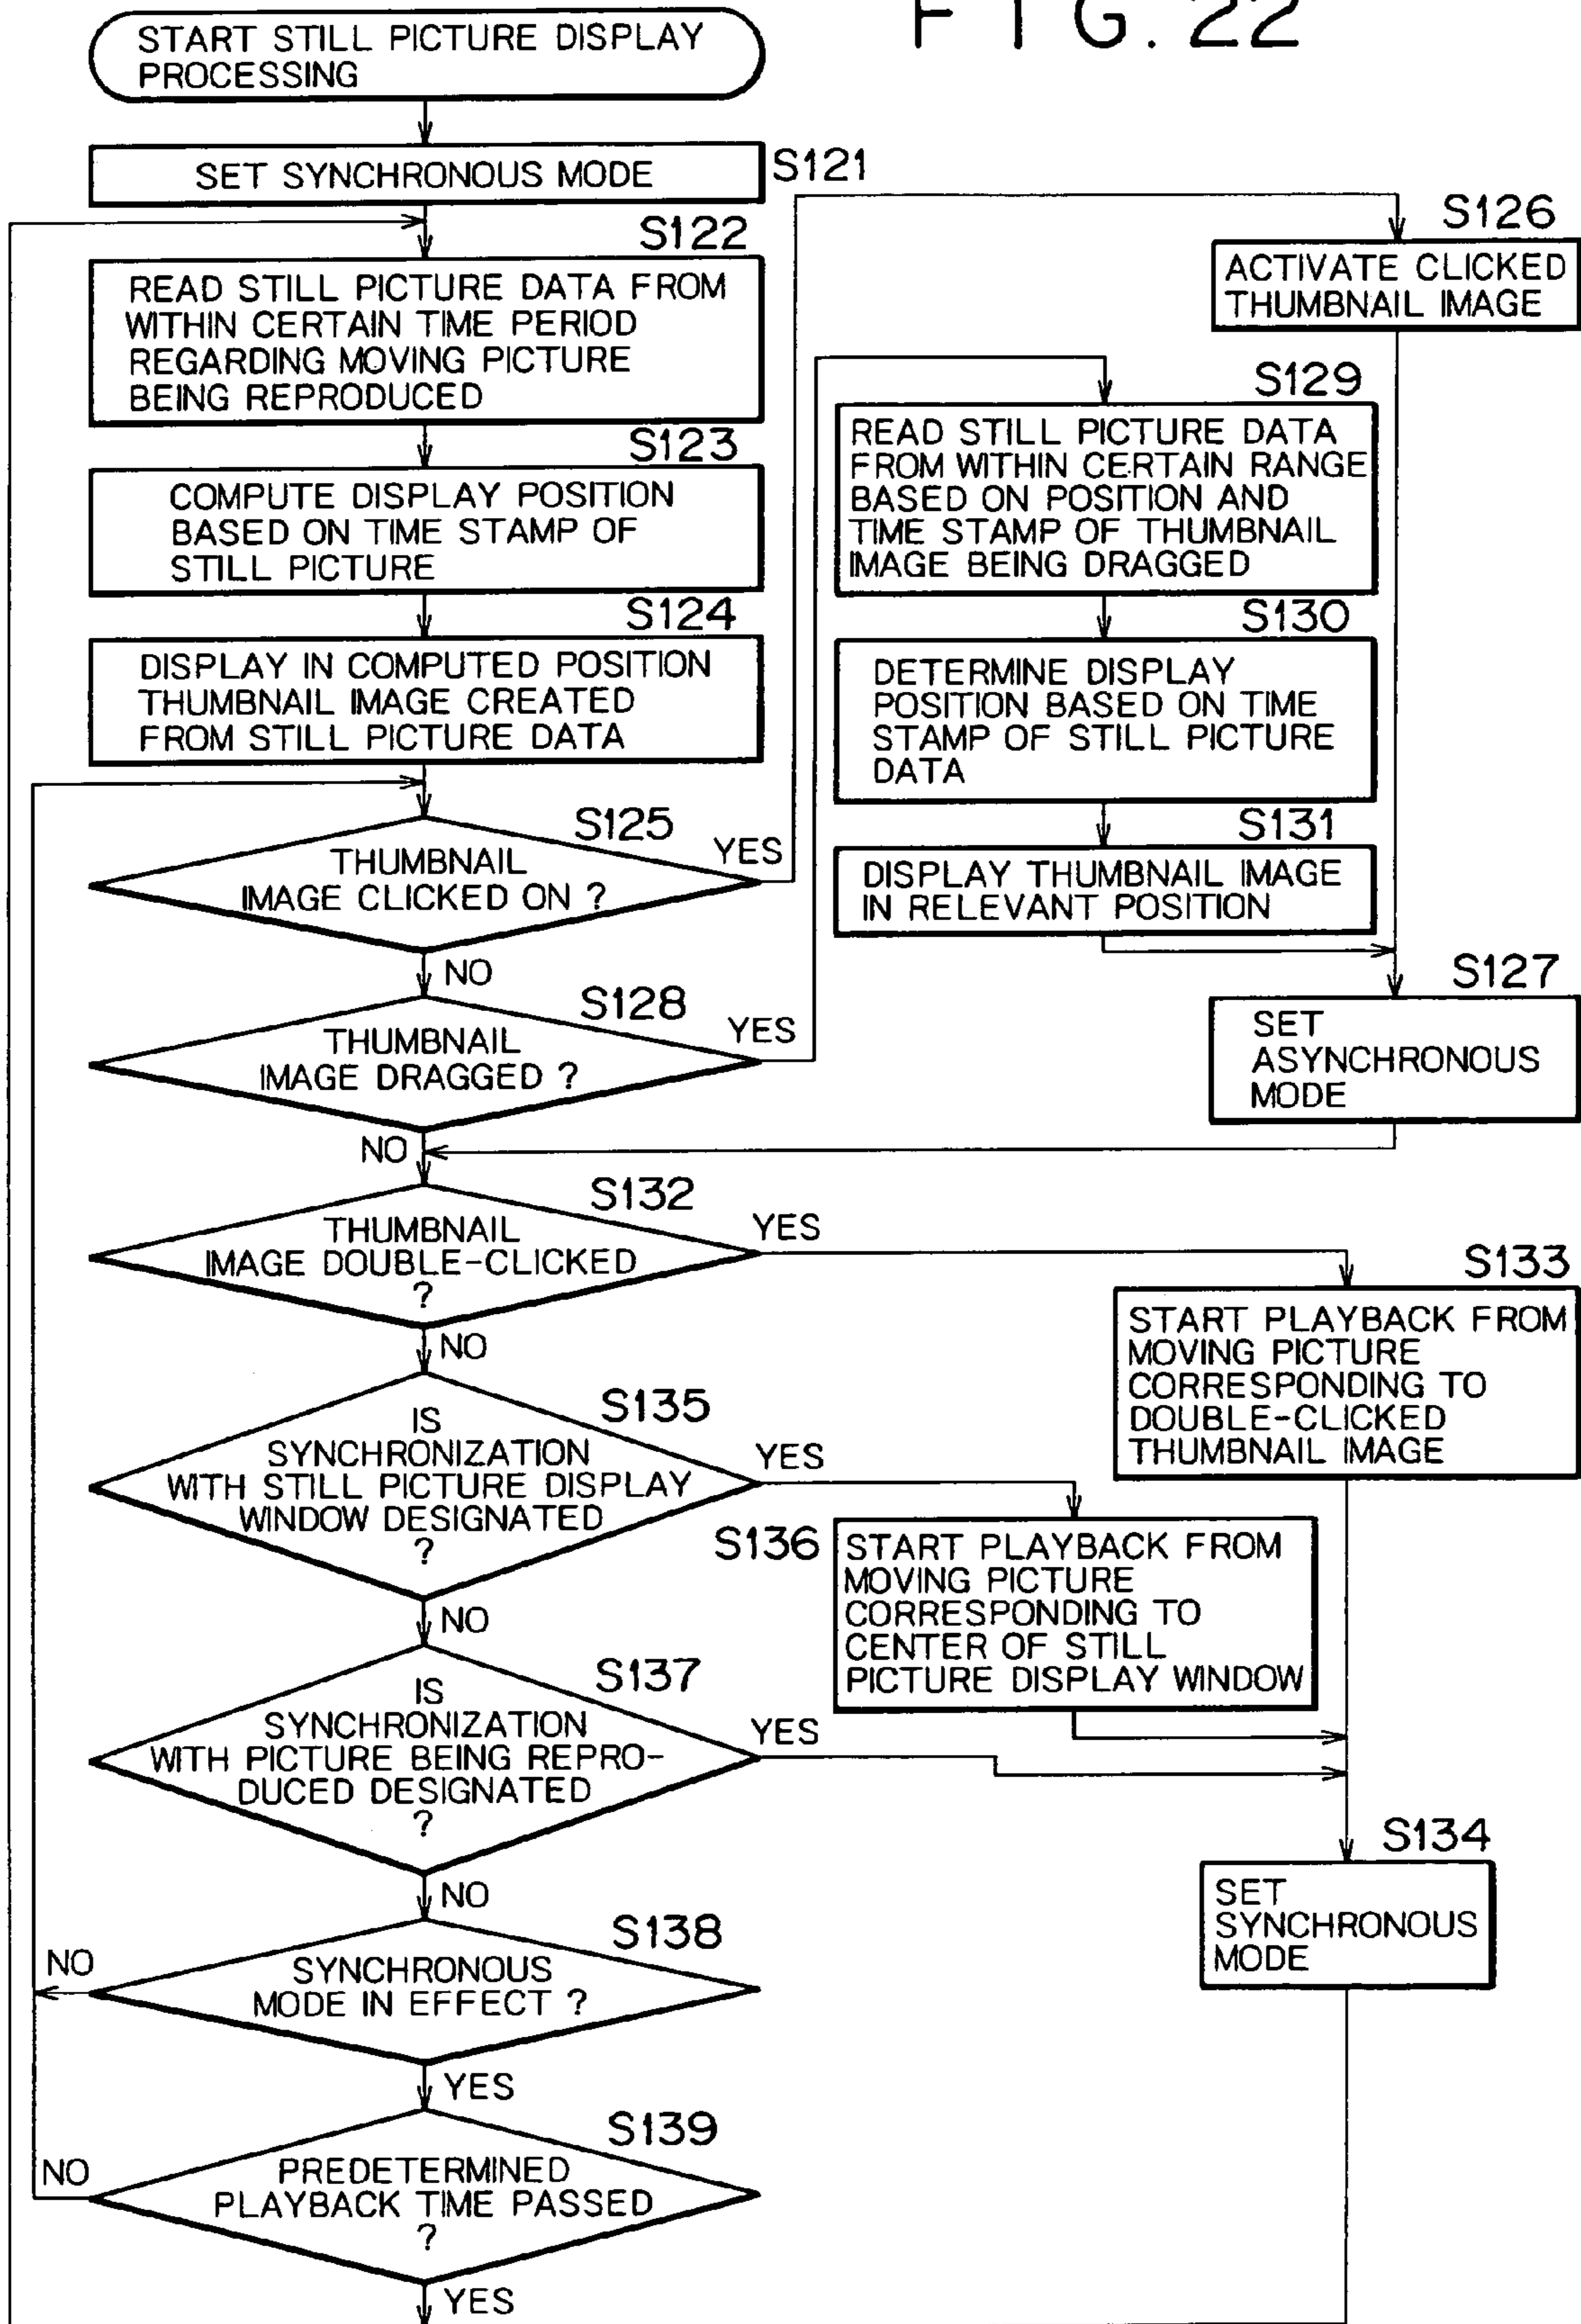 FIG. 22
START STILL PICTURE DISPLAY
PROCESSING
SET SYNCHRONOUS MODE
S121
S122
READ STILL PICTURE DATA FROM
WITHIN CERTAIN TIME PERIOD
REGARDING MOVING PICTURE
BEING REPRODUCED
S123
COMPUTE DISPLAY POSITION
BASED ON TIME STAMP OF
STILL PICTURE
S124
DISPLAY IN COMPUTED POSITION
THUMBNAIL IMAGE CREATED
FROM STILL PICTURE DATA
S125
THUMBNAIL
IMAGE CLICKED ON ?
YES
NO
S126
ACTIVATE CLICKED
THUMBNAIL IMAGE
S128
THUMBNAIL
IMAGE DRAGGED ?
YES
NO
S129
READ STILL PICTURE DATA
FROM WITHIN CERTAIN RANGE
BASED ON POSITION AND
TIME STAMP OF THUMBNAIL
IMAGE BEING DRAGGED
S130
DETERMINE DISPLAY
POSITION BASED ON TIME
STAMP OF STILL PICTURE
DATA
S131
DISPLAY THUMBNAIL IMAGE
IN RELEVANT POSITION
S127
SET
ASYNCHRONOUS
MODE
S132
THUMBNAIL
IMAGE DOUBLE-CLICKED
?
YES
NO
S133
START PLAYBACK FROM
MOVING PICTURE
CORRESPONDING TO
DOUBLE-CLICKED
THUMBNAIL IMAGE
S135
IS
SYNCHRONIZATION
WITH STILL PICTURE DISPLAY
WINDOW DESIGNATED
?
YES
NO
S136
START PLAYBACK FROM
MOVING PICTURE
CORRESPONDING TO
CENTER OF STILL
PICTURE DISPLAY WINDOW
S137
IS
SYNCHRONIZATION
WITH PICTURE BEING REPRO-
DUCED DESIGNATED
?
YES
NO
S134
SET
SYNCHRONOUS
MODE
S138
SYNCHRONOUS
MODE IN EFFECT ?
NO
YES
S139
PREDETERMINED
PLAYBACK TIME PASSED
?
NO
YES